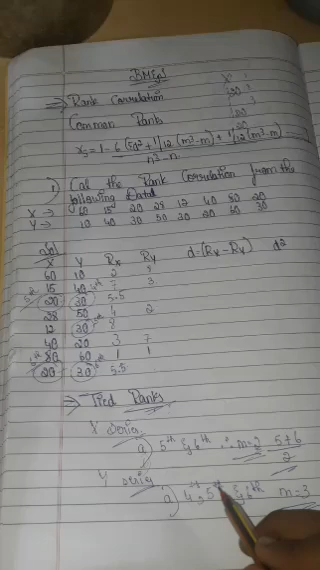 BMEgy
⇒ Rank Correlation
Common Ranks
r = 1 - 6 (Σd² + 1/12 (m³-m) + 1/12 (m³-m)
n³-n
1) Cal the Rank Correlation from the
following Data
X → 60 15 20 28 12 40 80 20
Y → 10 40 30 50 30 20 60 30
Sol
X Y Rx Ry d=(Rx - Ry) d²
60 10 2 8
15 40 7 3
20 30 5.5
28 50 4 2
12 30 8
40 20 3 7
80 60 1 1
20 30 5.5
⇒ Tied Ranks
X series
a) 5th & 6th ∴ m=2 5+6
2
Y series
a) 4th, 5th & 6th m=3